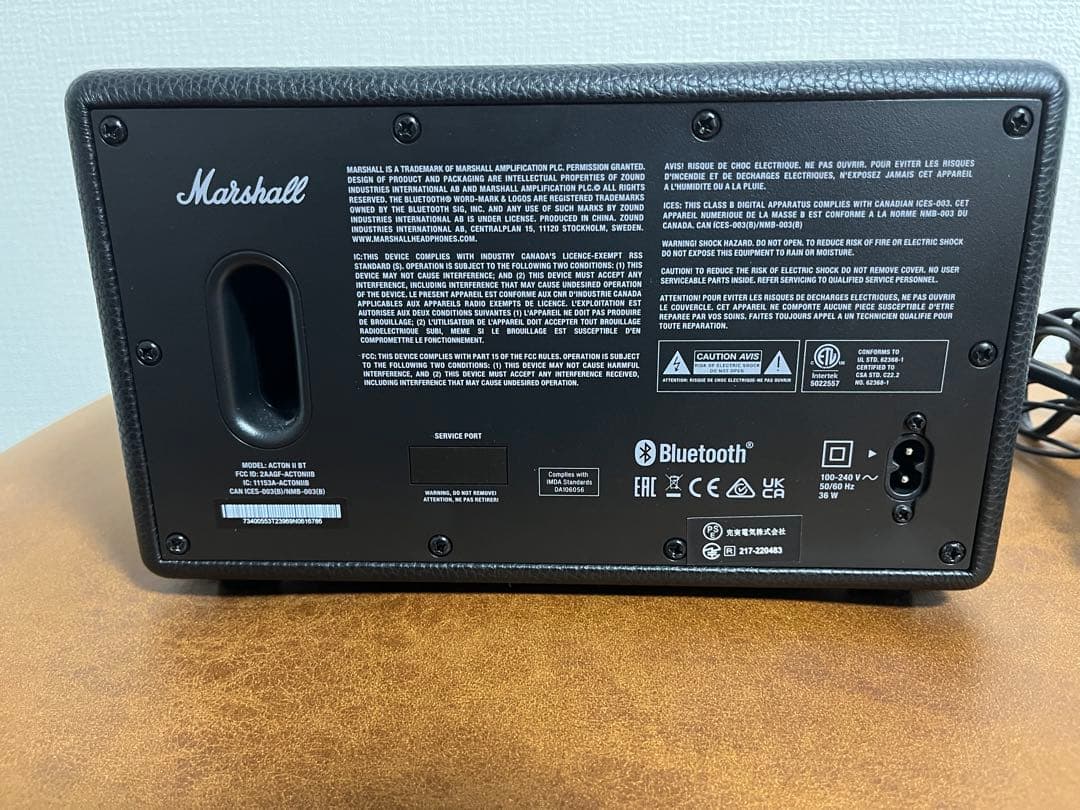 Marshall
MARSHALL IS A TRADEMARK OF MARSHALL AMPLIFICATION PLC. PERMISSION GRANTED.
DESIGN OF PRODUCT AND PACKAGING ARE INTELLECTUAL PROPERTIES OF ZOUND
INDUSTRIES INTERNATIONAL AB AND MARSHALL AMPLIFICATION PLC.© ALL RIGHTS
RESERVED. THE BLUETOOTH® WORD-MARK & LOGOS ARE REGISTERED TRADEMARKS
OWNED BY THE BLUETOOTH SIG, INC. AND ANY USE OF SUCH MARKS BY ZOUND
INDUSTRIES INTERNATIONAL AB IS UNDER LICENSE. PRODUCED IN CHINA. ZOUND
INDUSTRIES INTERNATIONAL AB, CENTRALPLAN 15, 11120 STOCKHOLM, SWEDEN.
WWW.MARSHALLHEADPHONES.COM.
IC:THIS DEVICE COMPLIES WITH INDUSTRY CANADA'S LICENCE-EXEMPT RSS
STANDARD (S). OPERATION IS SUBJECT TO THE FOLLOWING TWO CONDITIONS: (1) THIS
DEVICE MAY NOT CAUSE INTERFERENCE; AND (2) THIS DEVICE MUST ACCEPT ANY
INTERFERENCE, INCLUDING INTERFERENCE THAT MAY CAUSE UNDESIRED OPERATION
OF THE DEVICE. LE PRESENT APPAREIL EST CONFORME AUX CNR D'INDUSTRIE CANADA
APPLICABLES AUX APPAREILS RADIO EXEMPTS DE LICENCE. L'EXPLOITATION EST
AUTORISEE AUX DEUX CONDITIONS SUIVANTES (1) L'APPAREIL NE DOIT PAS PRODUIRE
DE BROUILLAGE; (2) L'UTILISATEUR DE L'APPAREIL DOIT ACCEPTER TOUT BROUILLAGE
RADIOELECTRIQUE SUBI, MEME SI LE BROUILLAGE EST SUSCEPTIBLE D'EN
COMPROMETTRE LE FONCTIONNEMENT.
FCC: THIS DEVICE COMPLIES WITH PART 15 OF THE FCC RULES. OPERATION IS SUBJECT
TO THE FOLLOWING TWO CONDITIONS: (1) THIS DEVICE MAY NOT CAUSE HARMFUL
INTERFERENCE, AND (2) THIS DEVICE MUST ACCEPT ANY INTERFERENCE RECEIVED,
INCLUDING INTERFERENCE THAT MAY CAUSE UNDESIRED OPERATION.
AVIS! RISQUE DE CHOC ELECTRIQUE. NE PAS OUVRIR. POUR EVITER LES RISQUES
D'INCENDIE ET DE DECHARGES ELECTRIQUES, N'EXPOSEZ JAMAIS CET APPAREIL
A L'HUMIDITE OU A LA PLUIE.
ICES: THIS CLASS B DIGITAL APPARATUS COMPLIES WITH CANADIAN ICES-003. CET
APPAREIL NUMERIQUE DE LA MASSE B EST CONFORME A LA NORME NMB-003 DU
CANADA. CAN ICES-003(B)/NMB-003(B)
WARNING! SHOCK HAZARD. DO NOT OPEN. TO REDUCE RISK OF FIRE OR ELECTRIC SHOCK
DO NOT EXPOSE THIS EQUIPMENT TO RAIN OR MOISTURE.
CAUTION! TO REDUCE THE RISK OF ELECTRIC SHOCK DO NOT REMOVE COVER. NO USER
SERVICEABLE PARTS INSIDE. REFER SERVICING TO QUALIFIED SERVICE PERSONNEL.
ATTENTION! POUR EVITER LES RISQUES DE DECHARGES ELECTRIQUES, NE PAS OUVRIR
LE COUVERCLE. CET APPAREIL NE COMPORTE AUCUNE PIECE SUSCEPTIBLE D'ETRE
REPAREE PAR VOS SOINS. FAITES TOUJOURS APPEL A UN TECHNICIEN QUALIFIE POUR
TOUTE REPARATION.
CAUTION AVIS
RISK OF ELECTRIC SHOCK
DO NOT OPEN
ATTENTION: RISQUE DE CHOC ELECTRIQUE-NE PAS OUVRIR
ETL
Intertek
5022557
CONFORMS TO
UL STD. 62368-1
CERTIFIED TO
CSA STD. C22.2
NO. 62368-1
MODEL: ACTON II BT
FCC ID: 2AAGF-ACTONIIB
IC: 11153A-ACTONIIB
CAN ICES-003(B)/NMB-003(B)
73400553T23969N0616786
SERVICE PORT
WARNING, DO NOT REMOVE!
ATTENTION, NE PAS RETIRER!
Complies with
IMDA Standards
DA106056
Bluetooth®
EAC CE UK
CA
100-240 V~
50/60 Hz
36 W
PS
E
R 217-220483